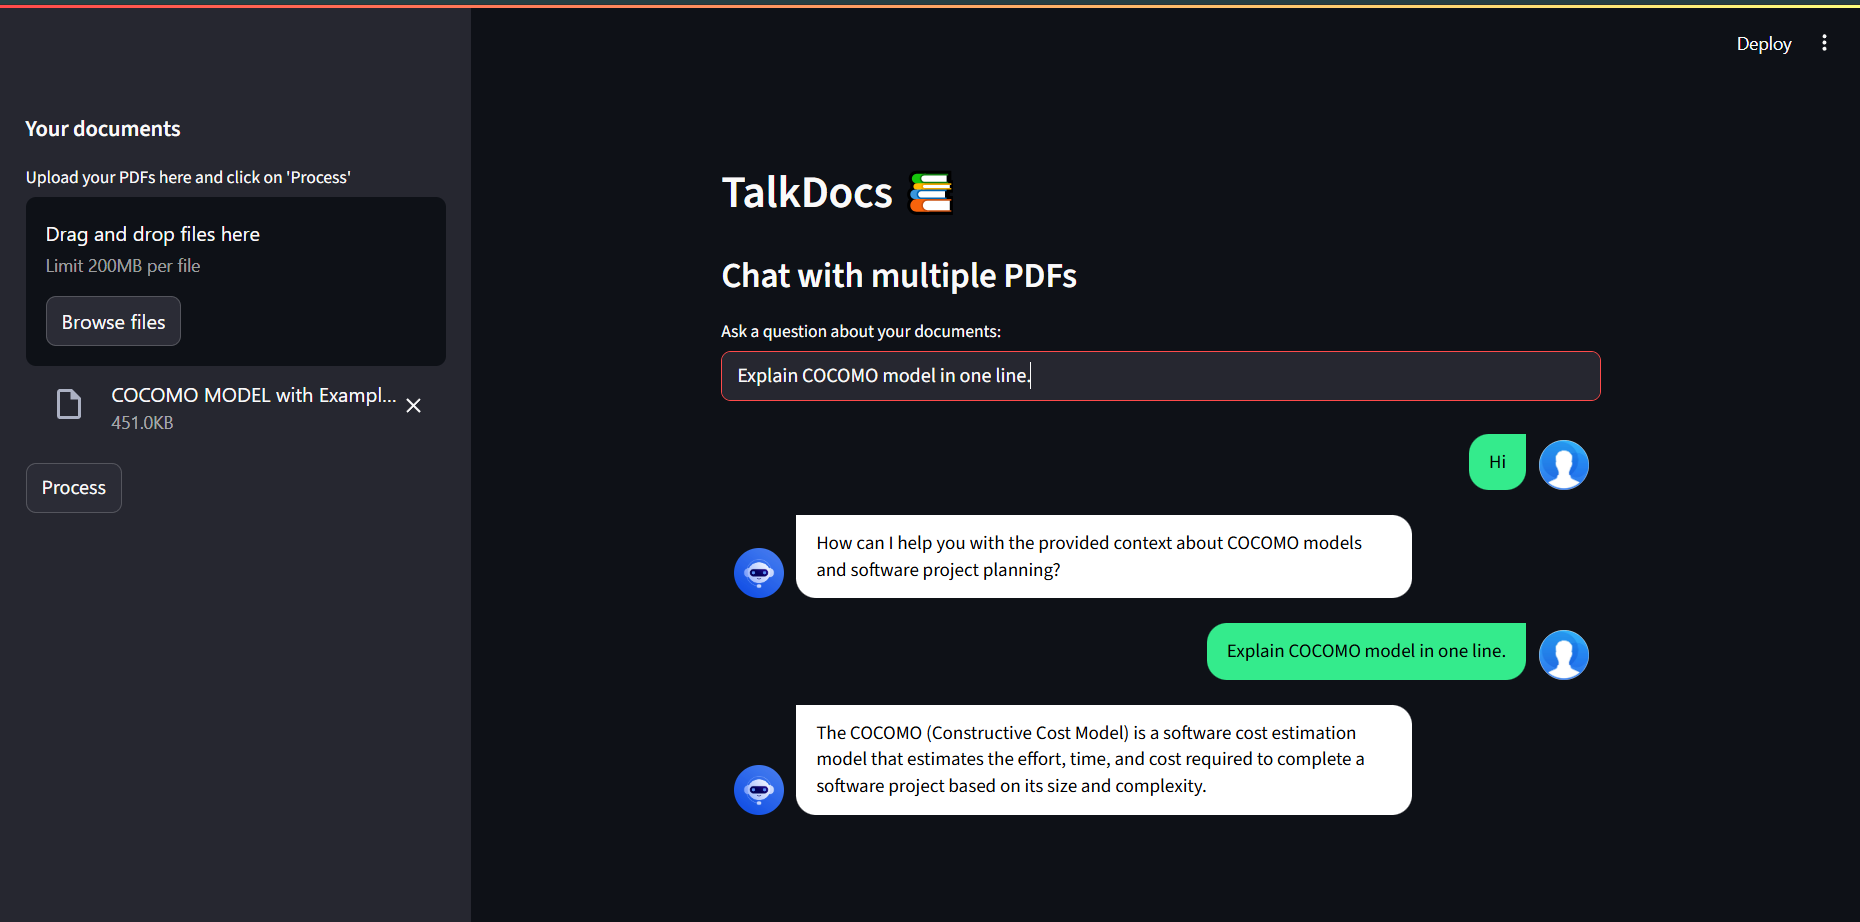 Deploy
Your documents
Upload your PDFs here and click on 'Process'
Drag and drop files here
Limit 200MB per file
Browse files
COCOMO MODEL with Exampl...
451.0KB
Process
TalkDocs
Chat with multiple PDFs
Ask a question about your documents:
Explain COCOMO model in one line.
Hi
How can I help you with the provided context about COCOMO models
and software project planning?
Explain COCOMO model in one line.
The COCOMO (Constructive Cost Model) is a software cost estimation
model that estimates the effort, time, and cost required to complete a
software project based on its size and complexity.